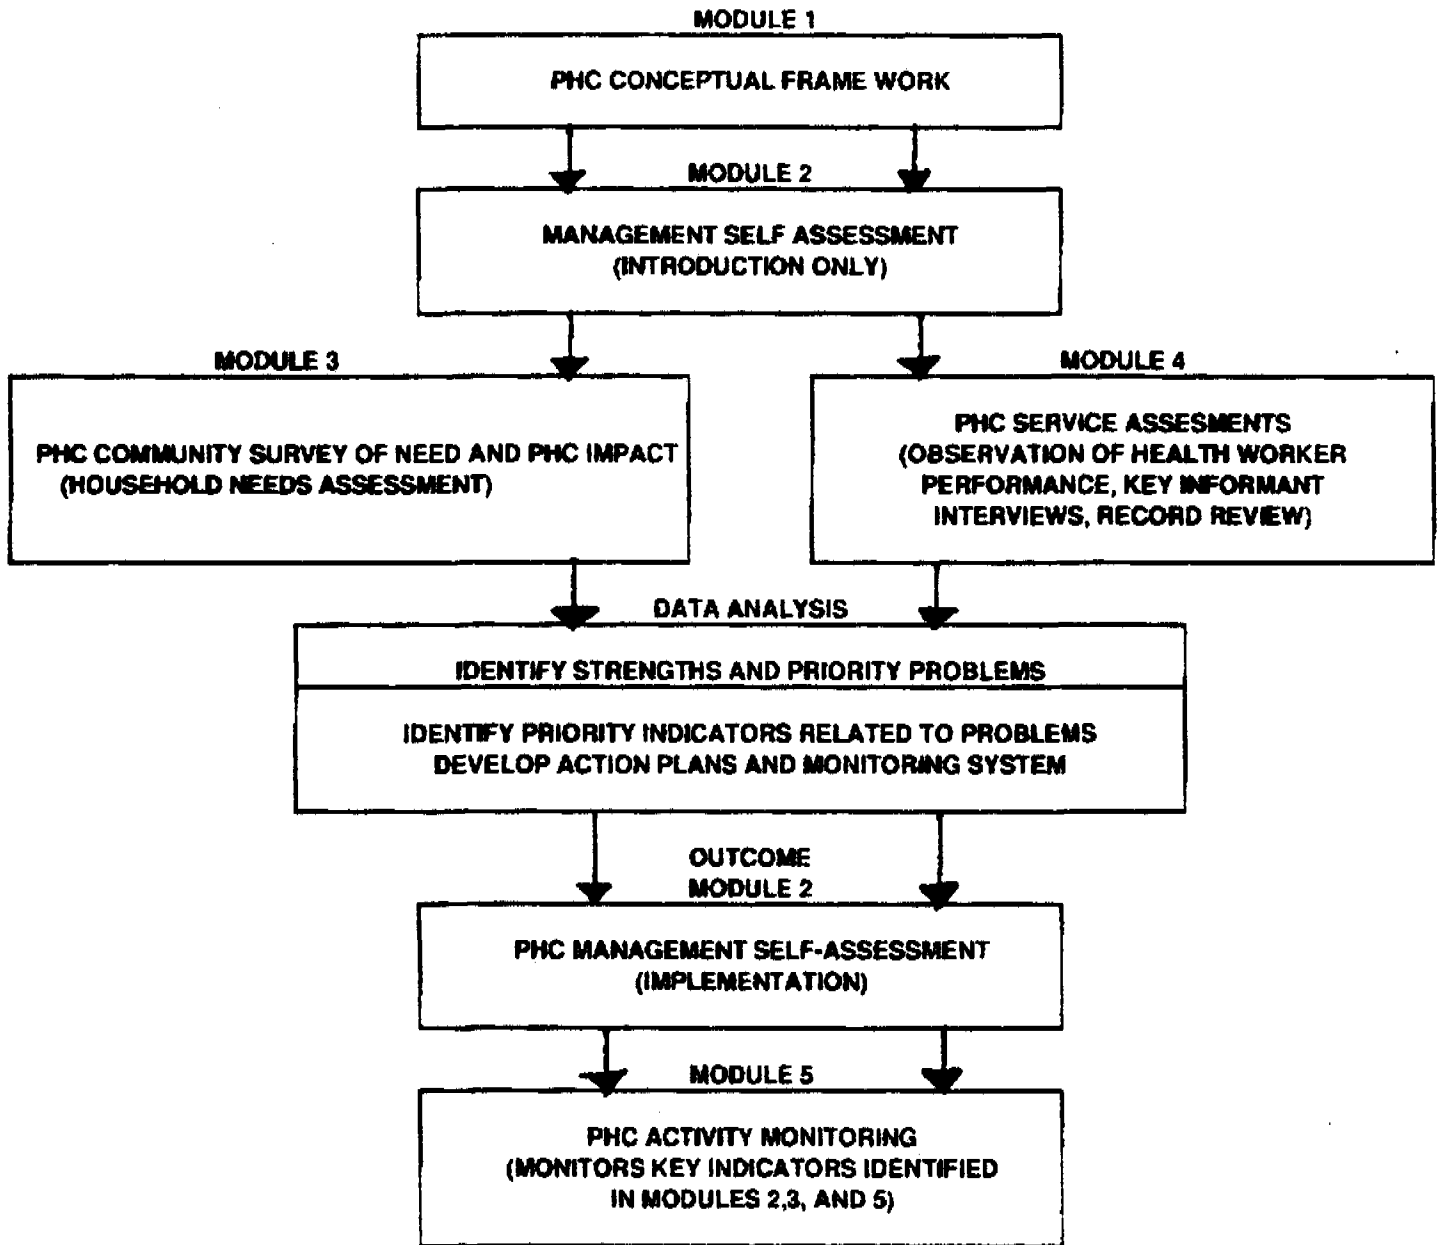 MODULE 1
PHC CONCEPTUAL FRAME WORK
MODULE 2
MANAGEMENT SELF ASSESSMENT
(INTRODUCTION ONLY)
MODULE 3
PHC COMMUNITY SURVEY OF NEED AND PHC IMPACT
(HOUSEHOLD NEEDS ASSESSMENT)
MODULE 4
PHC SERVICE ASSESMENTS
(OBSERVATION OF HEALTH WORKER
PERFORMANCE, KEY INFORMANT
INTERVIEWS, RECORD REVIEW)
DATA ANALYSIS
IDENTIFY STRENGTHS AND PRIORITY PROBLEMS
IDENTIFY PRIORITY INDICATORS RELATED TO PROBLEMS
DEVELOP ACTION PLANS AND MONITORING SYSTEM
OUTCOME
MODULE 2
PHC MANAGEMENT SELF-ASSESSMENT
(IMPLEMENTATION)
MODULE 5
PHC ACTIVITY MONITORING
(MONITORS KEY INDICATORS IDENTIFIED
IN MODULES 2,3, AND 5)